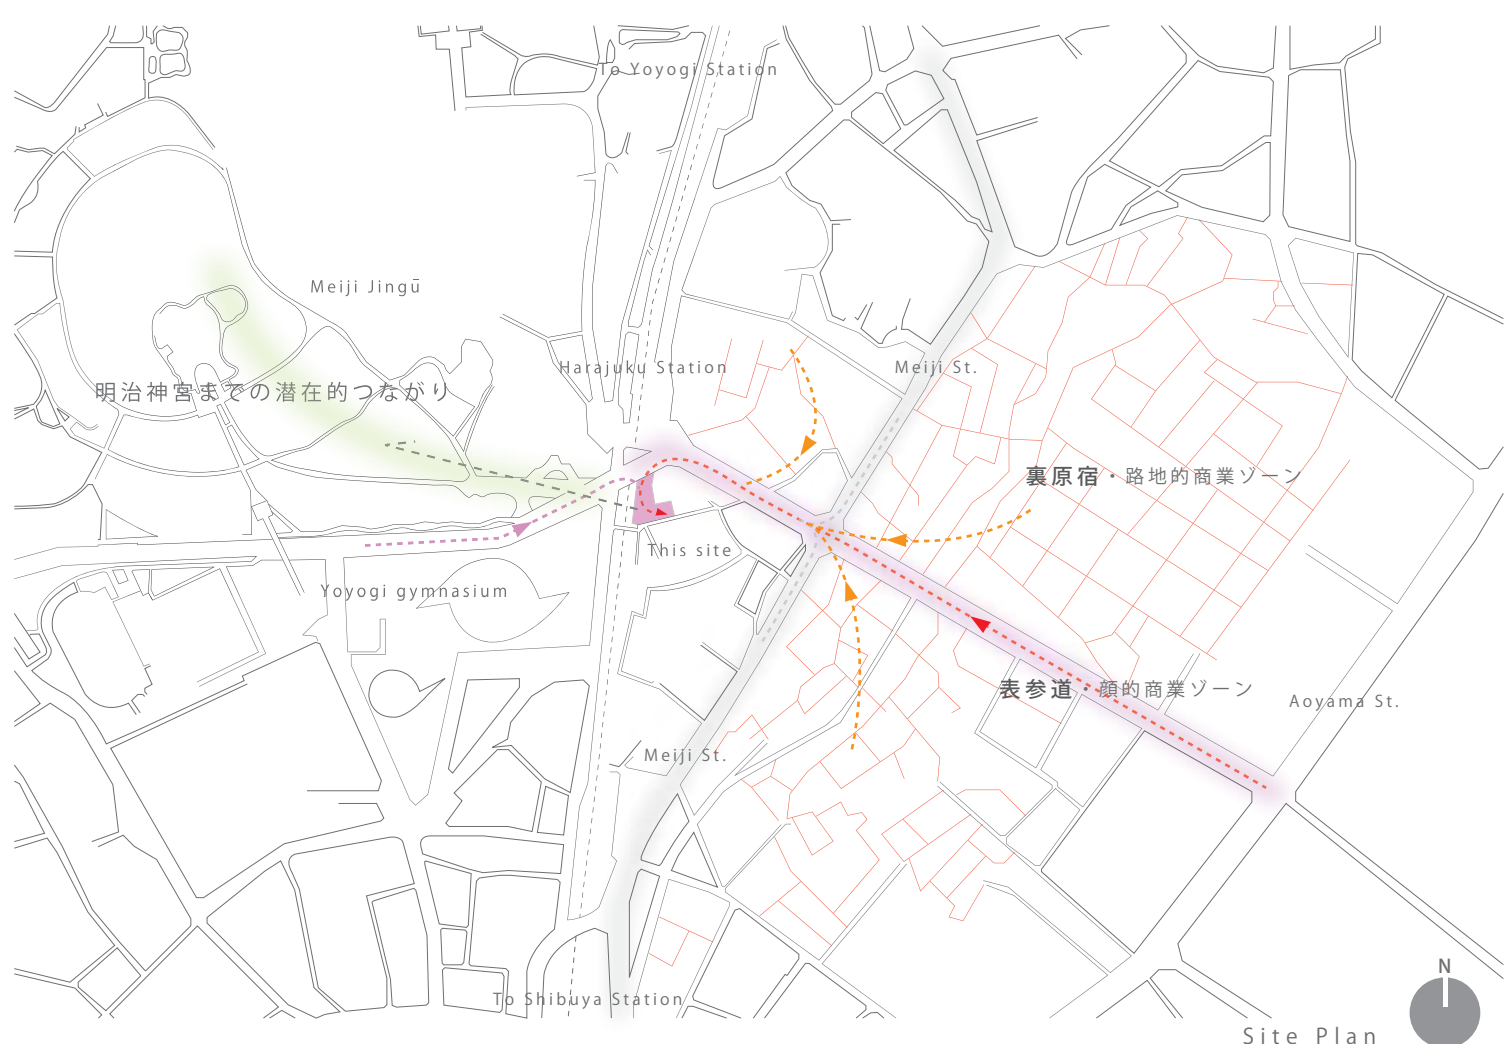 To Yoyogi Station
Meiji Jingū
Harajuku Station
Meiji St.
明治神宮までの潜在的つながり
裏原宿・路地的商業ゾーン
This site
Yoyogi gymnasium
表参道・顔的商業ゾーン
Aoyama St.
Meiji St.
To Shibuya Station
N
Site Plan